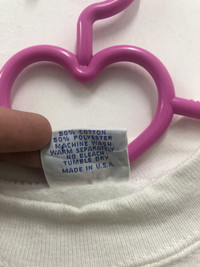 50% COTTON
50% POLYESTER
MACHINE WASH
WARM SEPARATELY
NO BLEACH
TUMBLE DRY
MADE IN U.S.A.